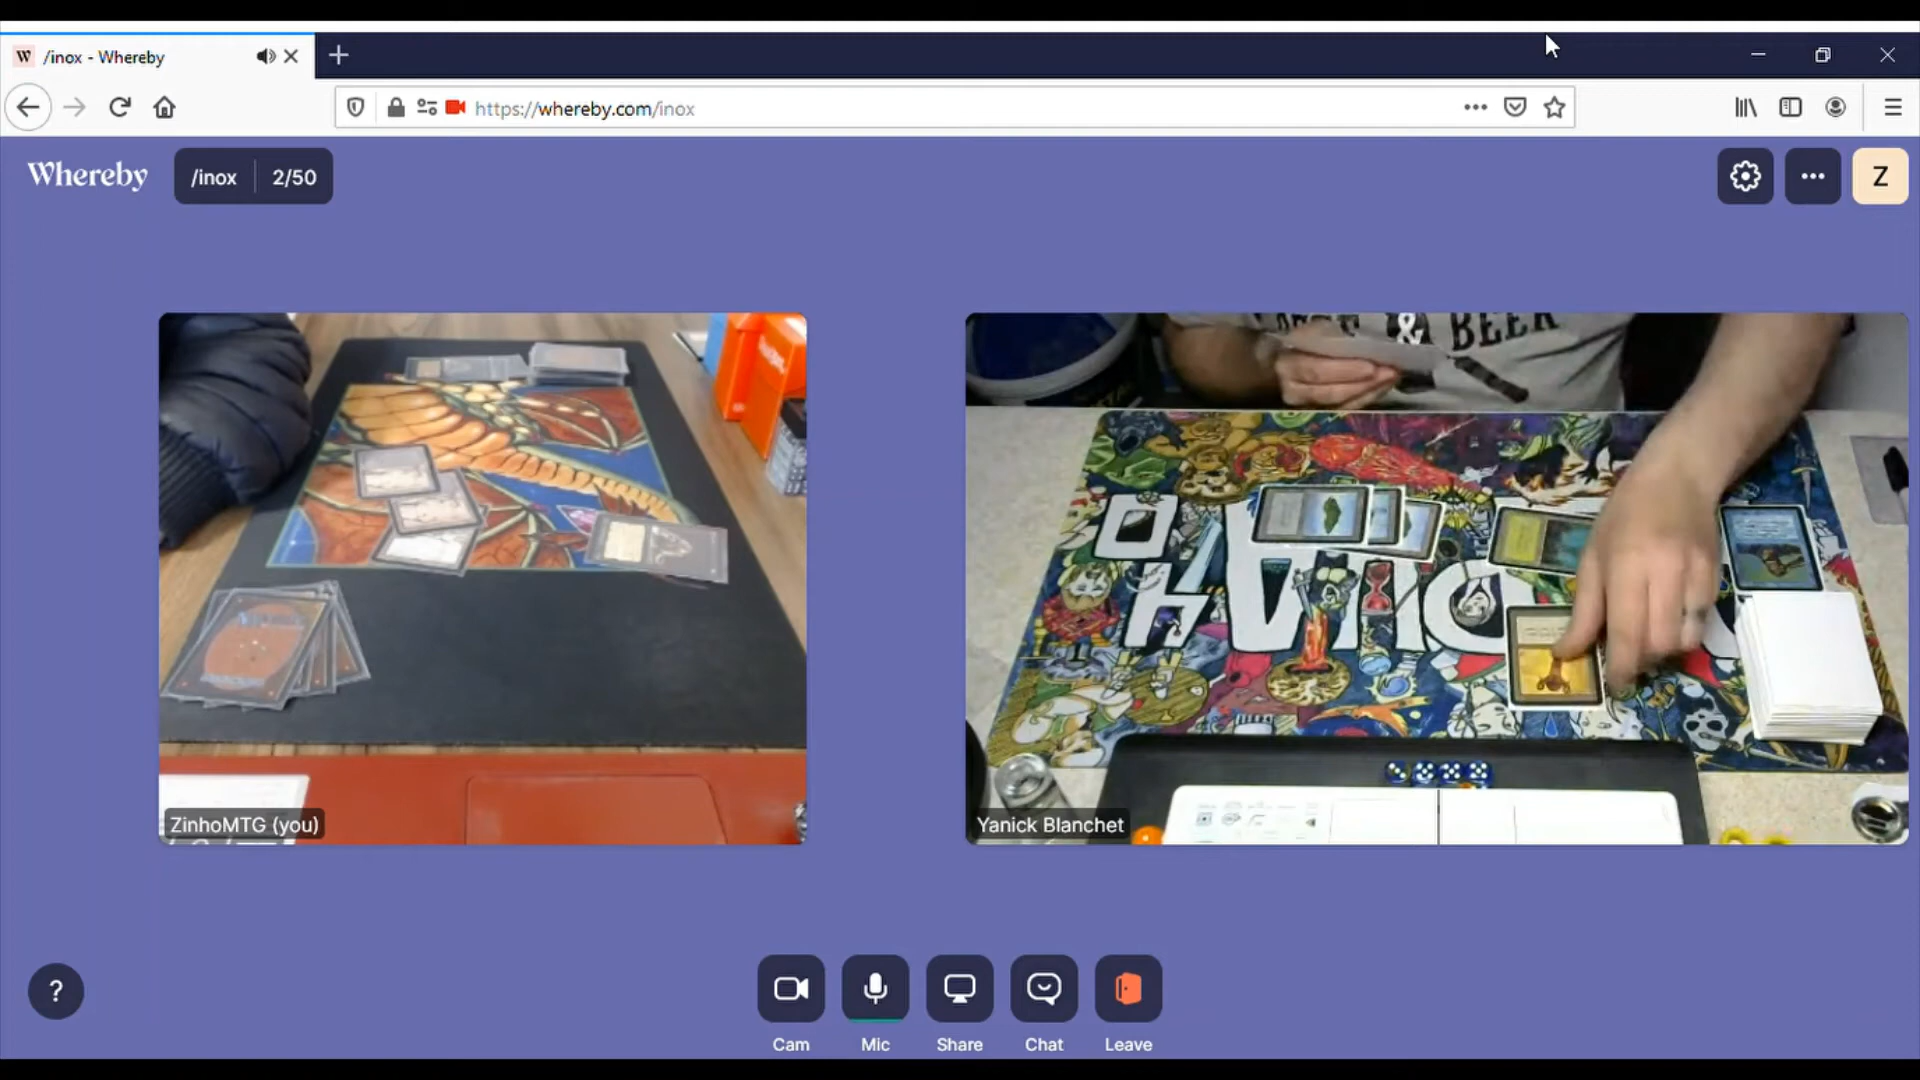 W /inox - Whereby
https://whereby.com/inox
Whereby
/inox
2/50
Z
& BEER
ZinhoMTG (you)
Yanick Blanchet
?
Cam
Mic
Share
Chat
Leave